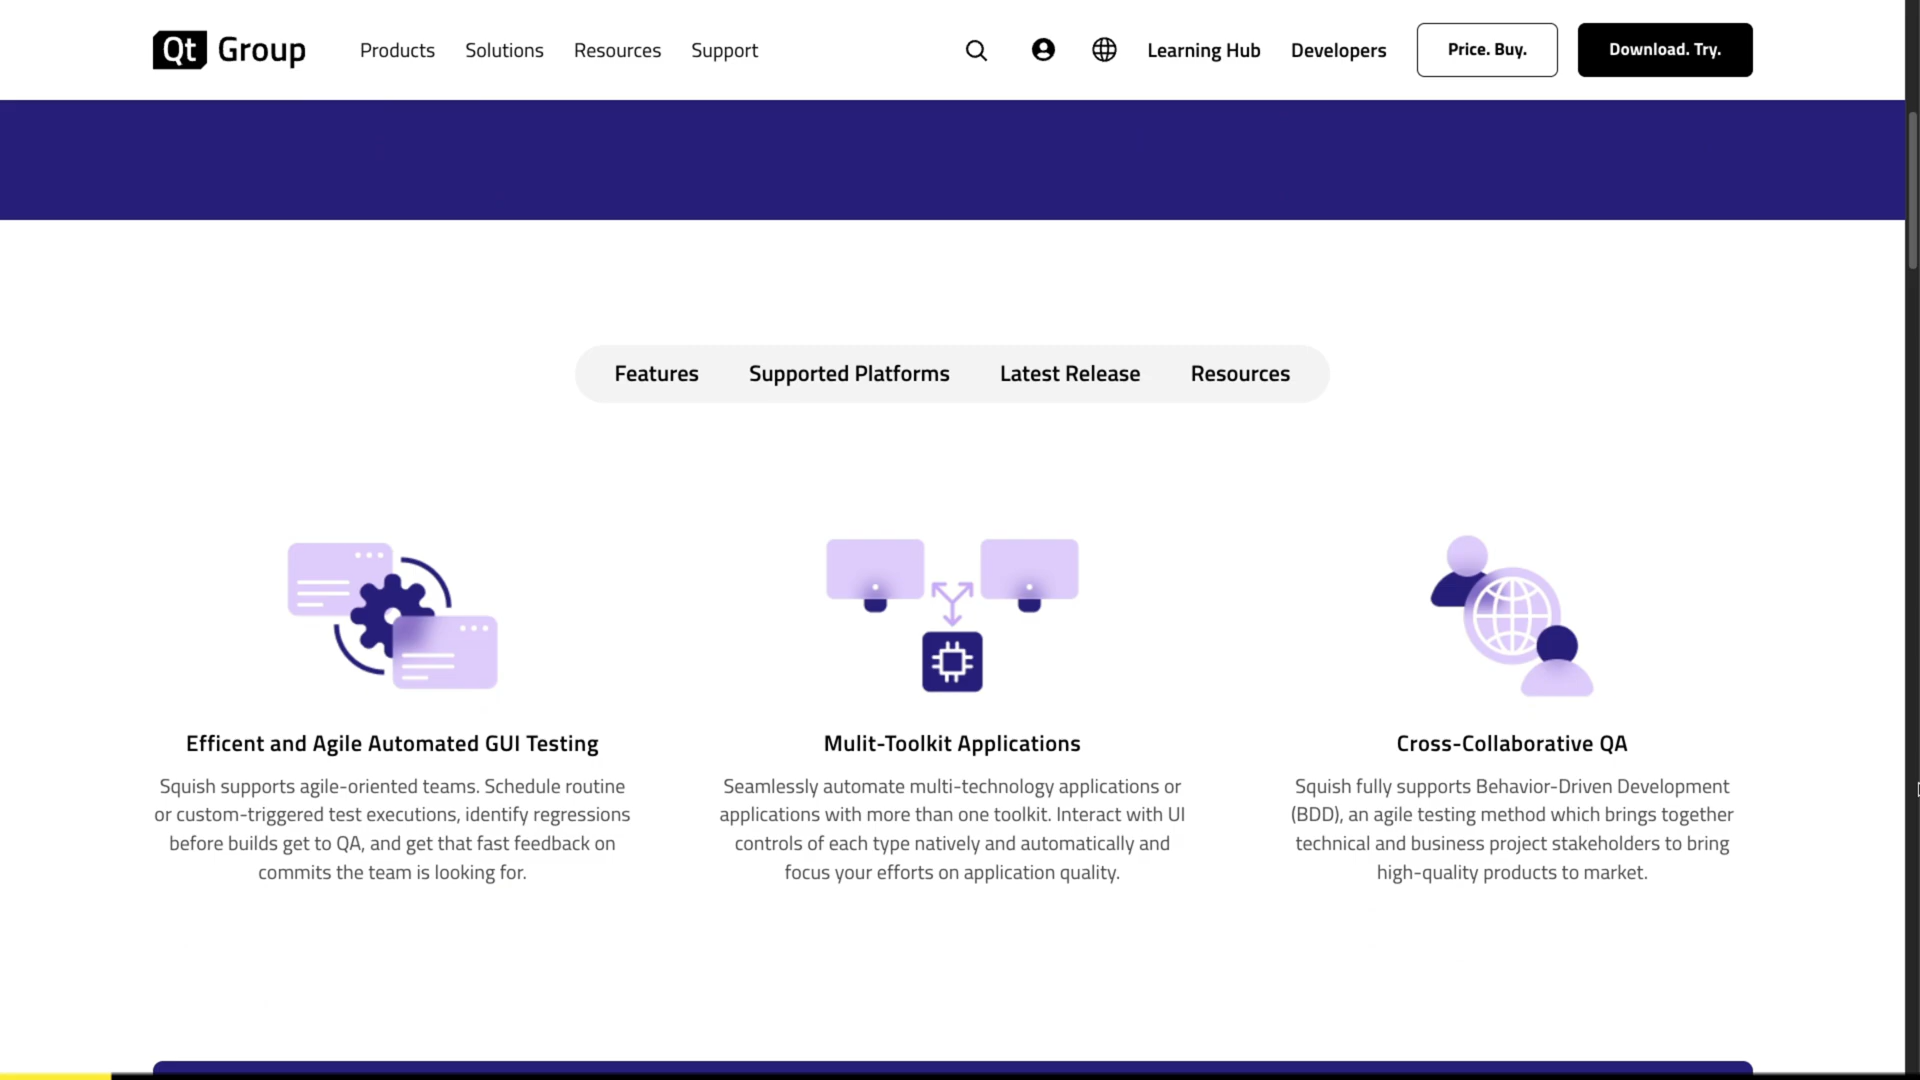 Qt Group
Products Solutions Resources Support
Learning Hub Developers Price. Buy. Download. Try.
Features Supported Platforms Latest Release Resources
Efficent and Agile Automated GUI Testing
Squish supports agile-oriented teams. Schedule routine
or custom-triggered test executions, identify regressions
before builds get to QA, and get that fast feedback on
commits the team is looking for.
Mulit-Toolkit Applications
Seamlessly automate multi-technology applications or
applications with more than one toolkit. Interact with UI
controls of each type natively and automatically and
focus your efforts on application quality.
Cross-Collaborative QA
Squish fully supports Behavior-Driven Development
(BDD), an agile testing method which brings together
technical and business project stakeholders to bring
high-quality products to market.